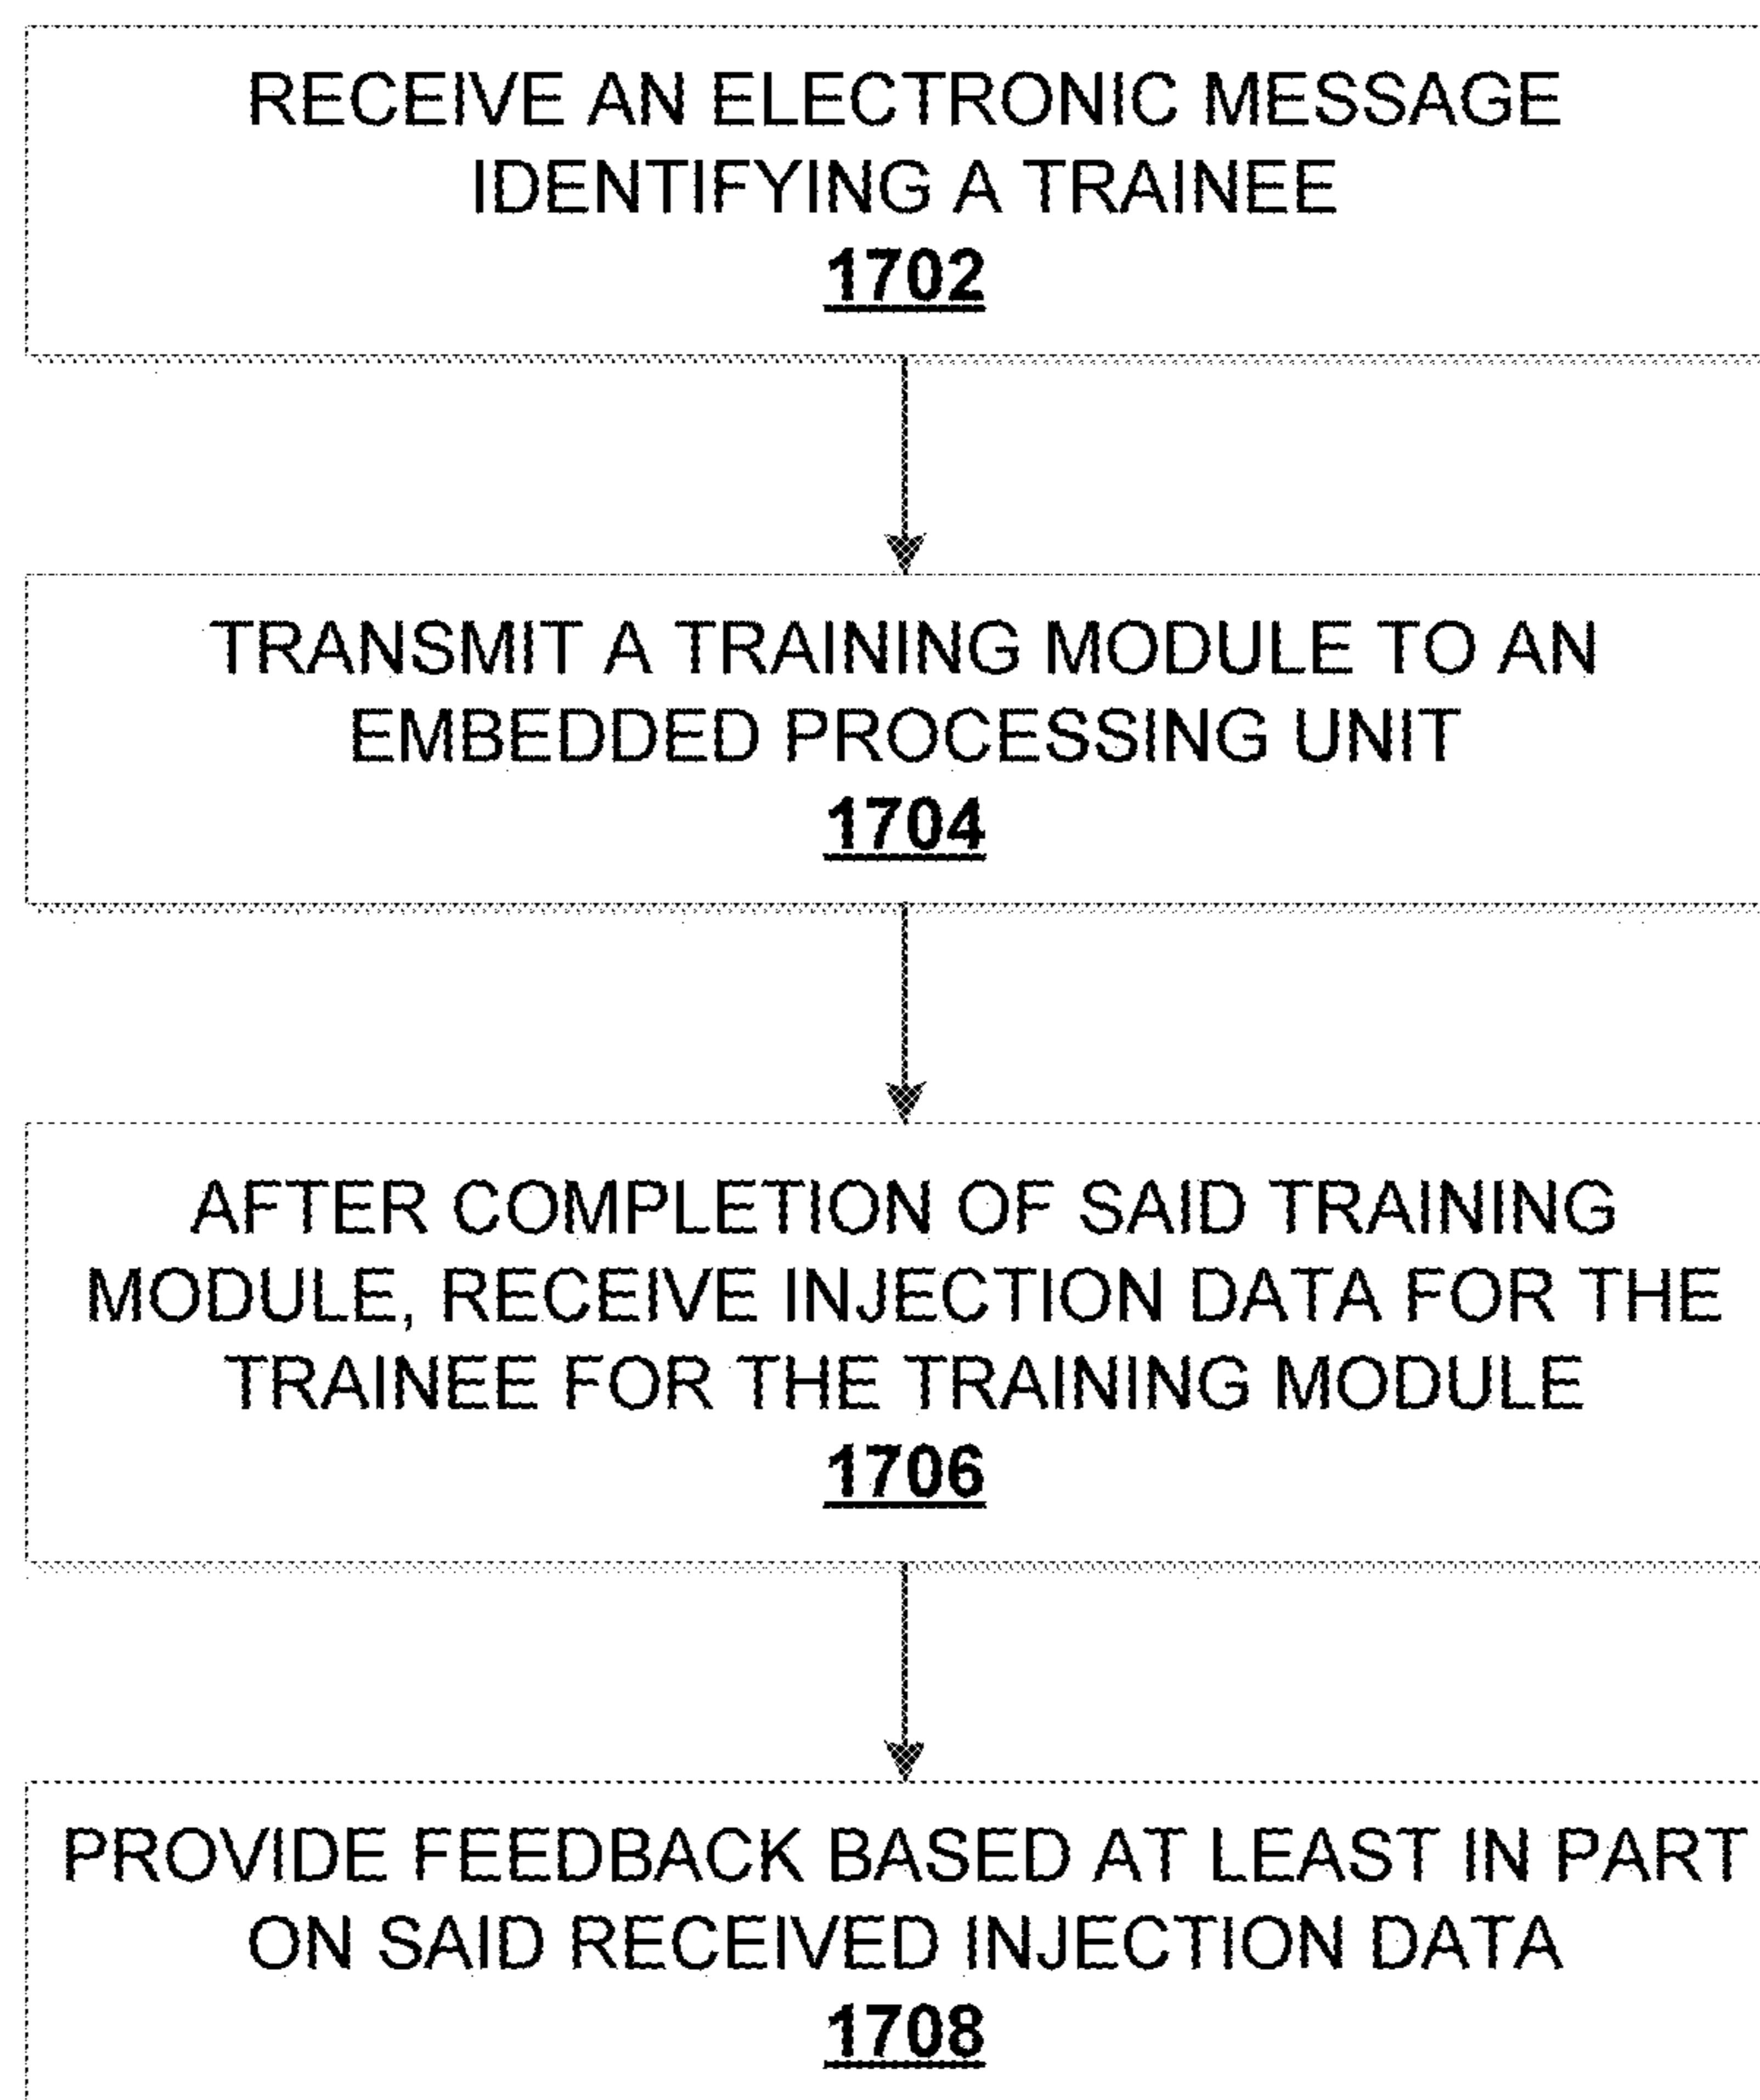 RECEIVE AN ELECTRONIC MESSAGE
IDENTIFYING A TRAINEE
1702
TRANSMIT A TRAINING MODULE TO AN
EMBEDDED PROCESSING UNIT
1704
AFTER COMPLETION OF SAID TRAINING
MODULE, RECEIVE INJECTION DATA FOR THE
TRAINEE FOR THE TRAINING MODULE
1706
PROVIDE FEEDBACK BASED AT LEAST IN PART
ON SAID RECEIVED INJECTION DATA
1708